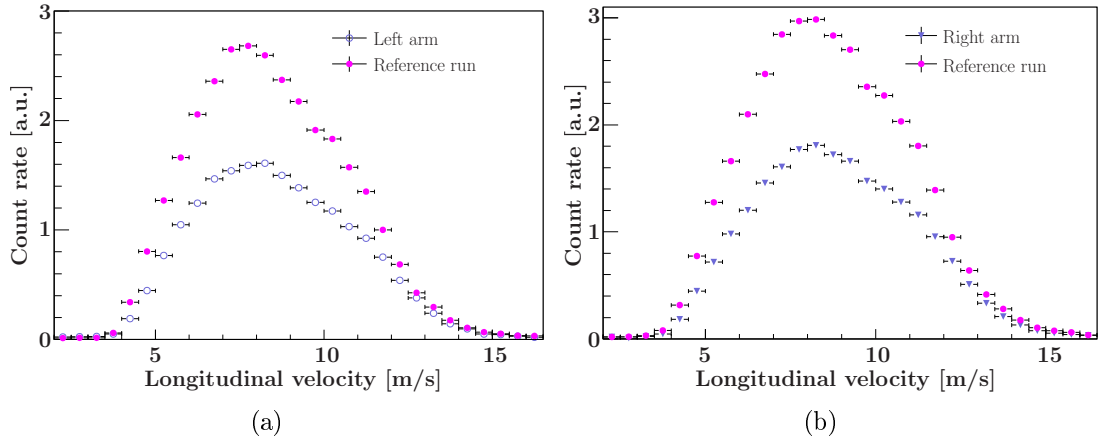 3
2
1
0
Count rate [a.u.]
Left arm
Reference run
5
10
15
Longitudinal velocity [m/s]
(a)
3
2
1
0
Count rate [a.u.]
Right arm
Reference run
5
10
15
Longitudinal velocity [m/s]
(b)